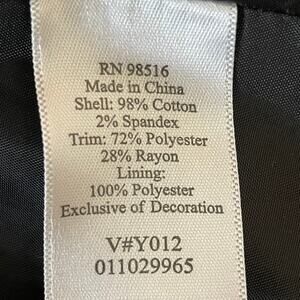 RN 98516
Made in China
Shell: 98% Cotton
2% Spandex
Trim: 72% Polyester
28% Rayon
Lining:
100% Polyester
Exclusive of Decoration
V#Y012
011029965